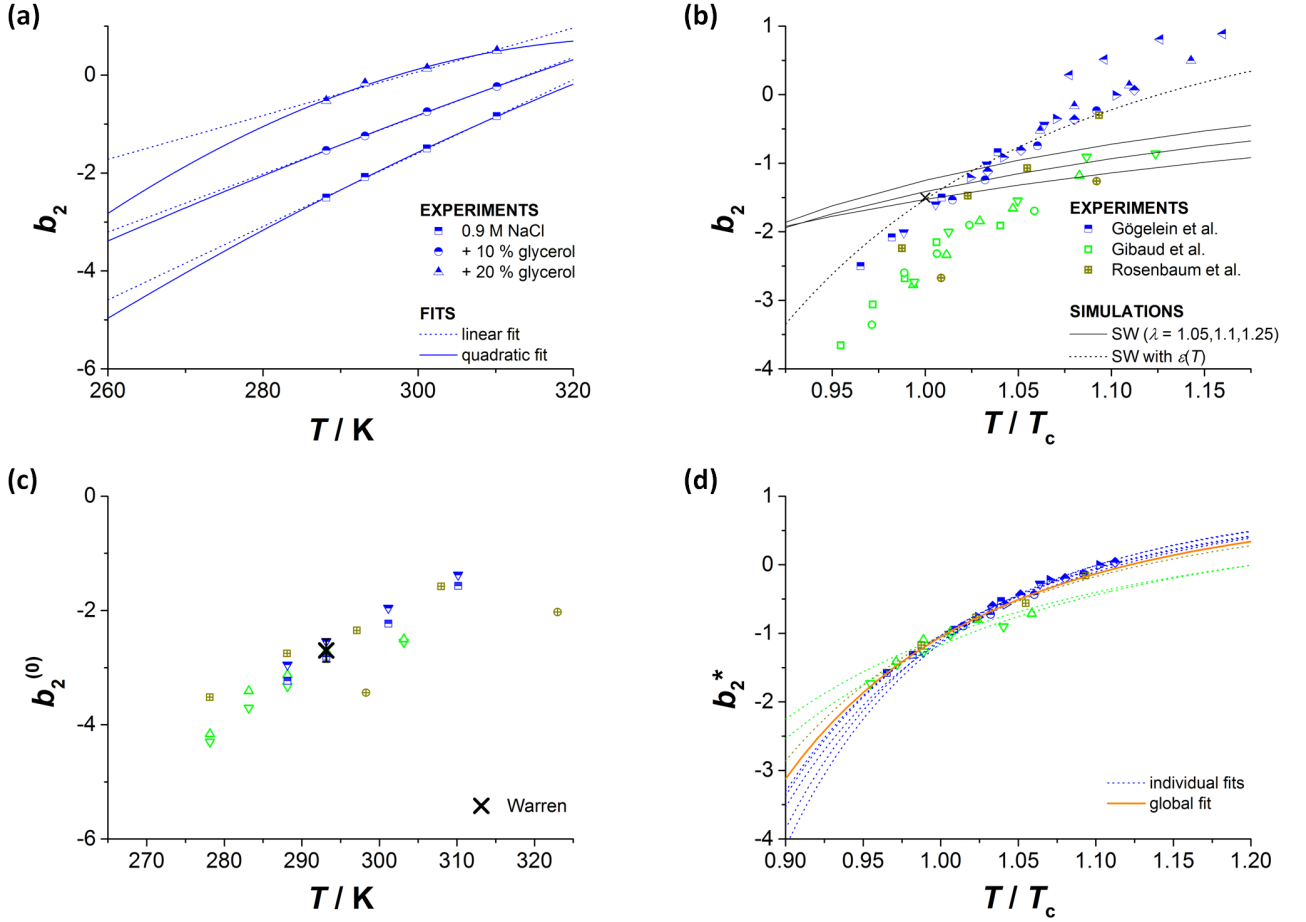 (a)
1
0
-2
-4
-6
b2
260
280
300
320
T / K
EXPERIMENTS
0.9 M NaCl
+ 10 % glycerol
+ 20 % glycerol
FITS
linear fit
quadratic fit
(b)
1
0
-1
-2
-3
-4
b2
0.95
1.00
1.05
1.10
1.15
T / Tc
EXPERIMENTS
Gögelein et al.
Gibaud et al.
Rosenbaum et al.
SIMULATIONS
SW (λ = 1.05,1.1,1.25)
SW with ε(T)
(c)
0
-2
-4
-6
b2(0)
270
280
290
300
310
320
T / K
Warren
(d)
1
0
-1
-2
-3
-4
b2*
0.90
0.95
1.00
1.05
1.10
1.15
1.20
T / Tc
individual fits
global fit